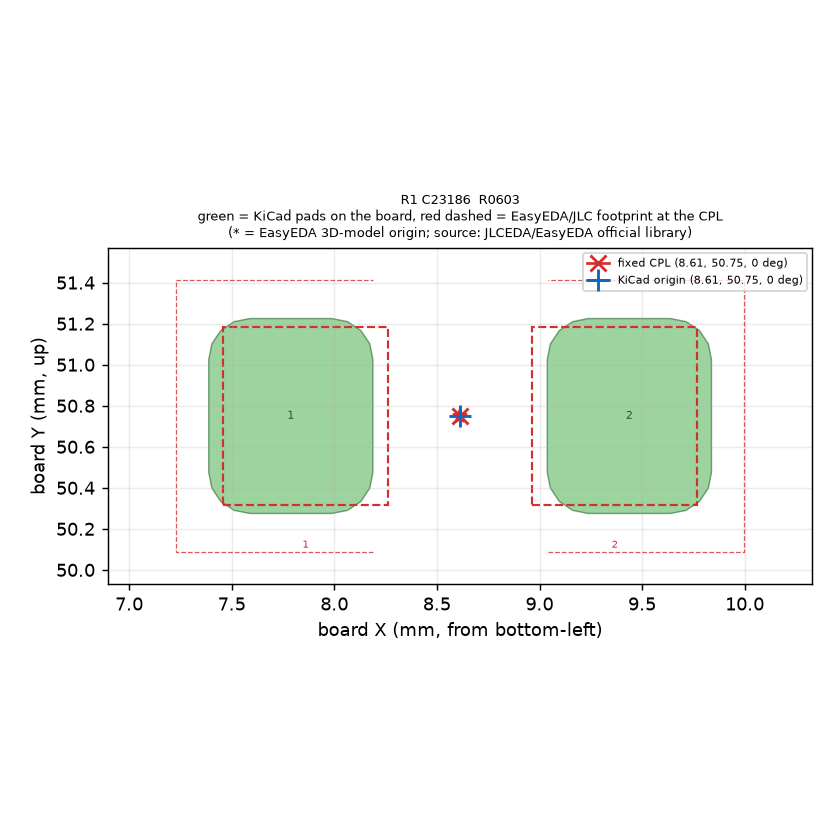 R1 C23186  R0603
green = KiCad pads on the board, red dashed = EasyEDA/JLC footprint at the CPL
(* = EasyEDA 3D-model origin; source: JLCEDA/EasyEDA official library)
fixed CPL (8.61, 50.75, 0 deg)
KiCad origin (8.61, 50.75, 0 deg)
board Y (mm, up)
51.4
51.2
51.0
50.8
50.6
50.4
50.2
50.0
1
2
1
2
7.0 7.5 8.0 8.5 9.0 9.5 10.0
board X (mm, from bottom-left)